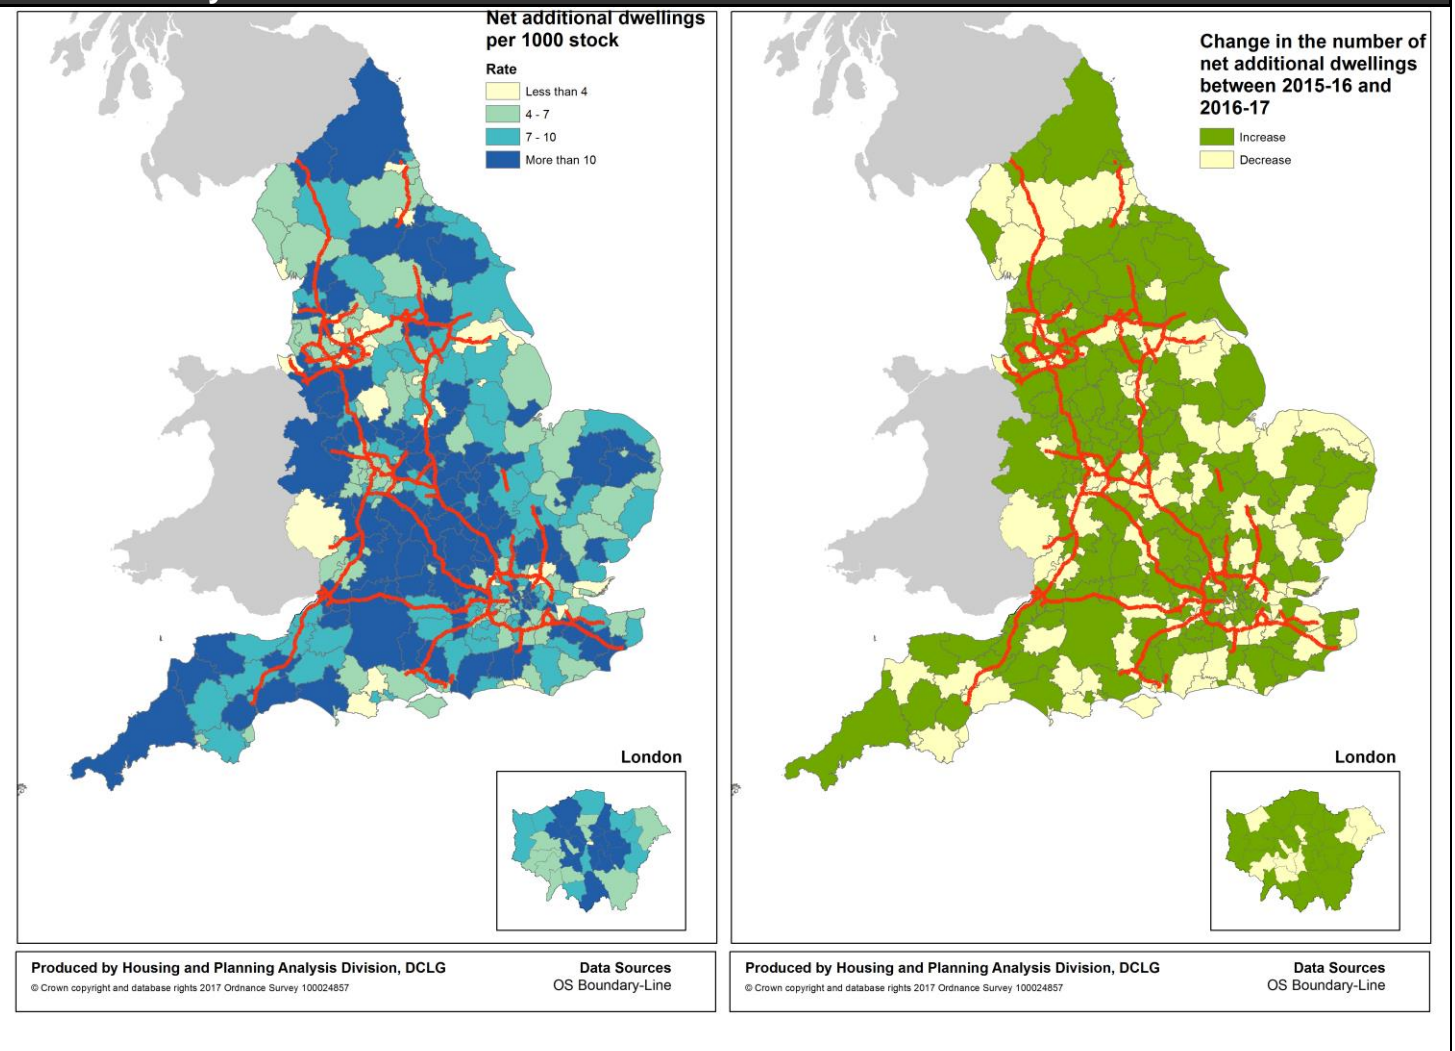 Net additional dwellings
per 1000 stock
Rate
Less than 4
4 - 7
7 - 10
More than 10
London
Produced by Housing and Planning Analysis Division, DCLG
© Crown copyright and database rights 2017 Ordnance Survey 100024857
Data Sources
OS Boundary-Line
Change in the number of
net additional dwellings
between 2015-16 and
2016-17
Increase
Decrease
London
Produced by Housing and Planning Analysis Division, DCLG
© Crown copyright and database rights 2017 Ordnance Survey 100024857
Data Sources
OS Boundary-Line